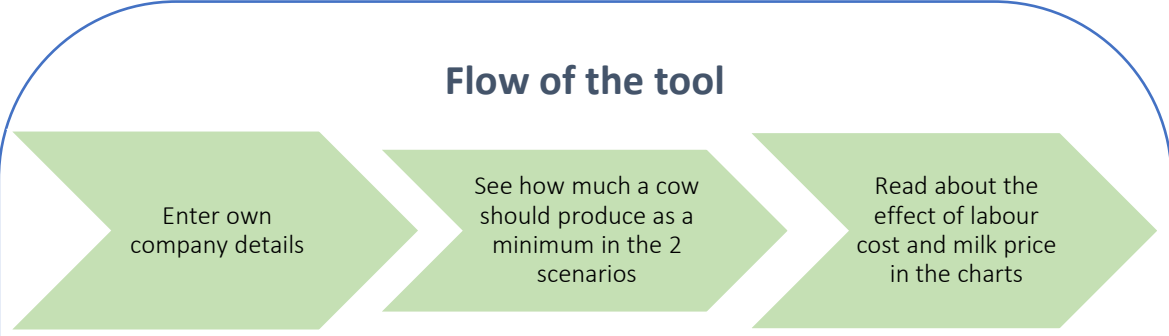 Flow of the tool
Enter own
company details
See how much a cow
should produce as a
minimum in the 2
scenarios
Read about the
effect of labour
cost and milk price
in the charts